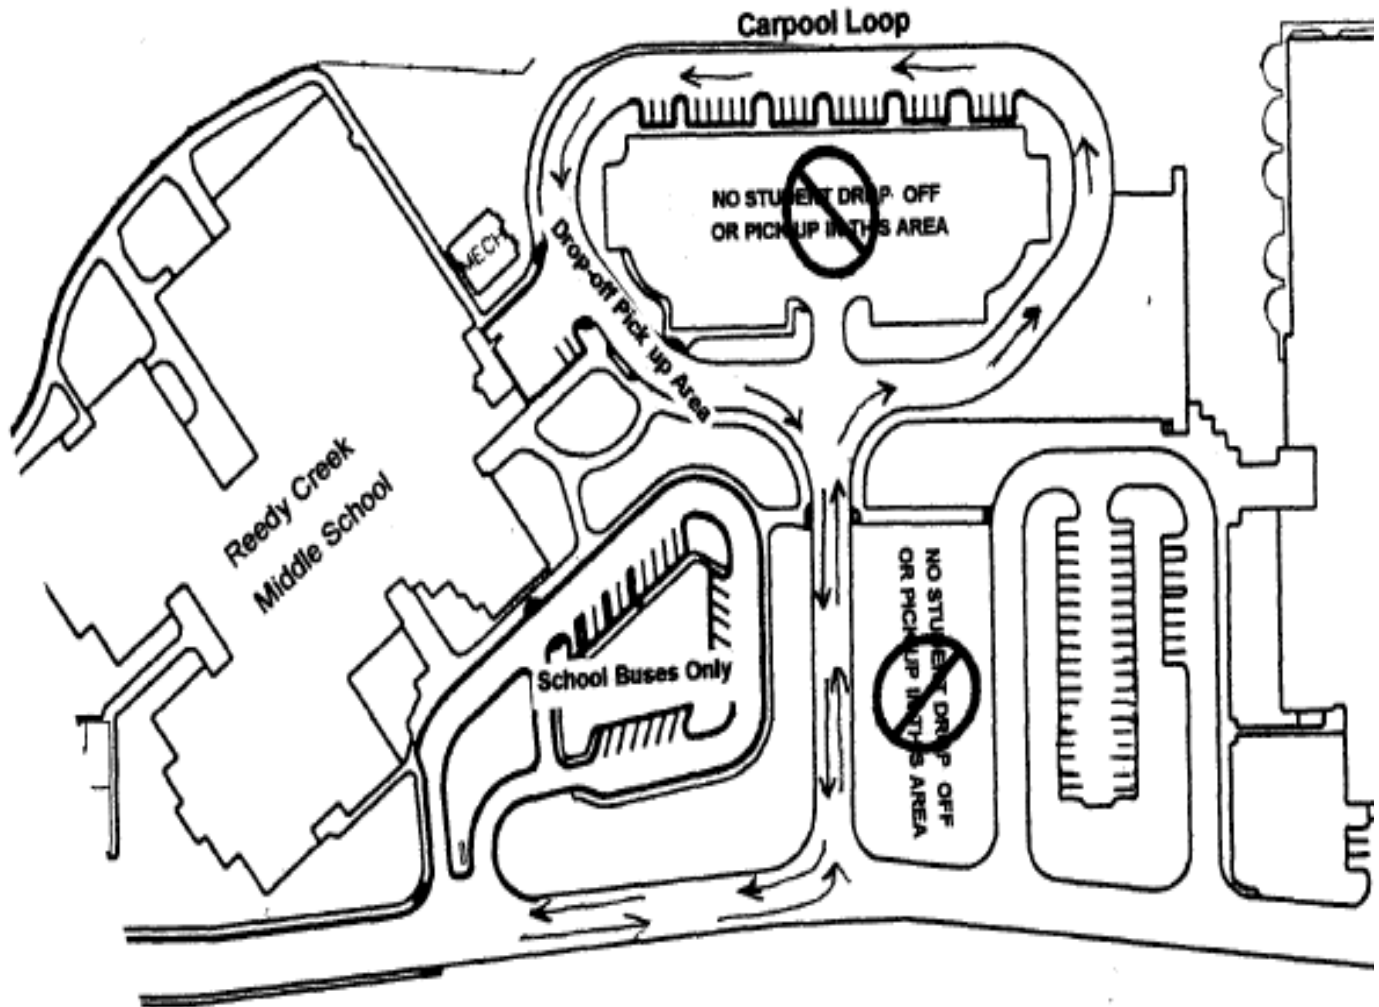 Carpool Loop
NO STUDENT DROP OFF
OR PICK UP IN THIS AREA
MECH
Drop-off Pick up Area
Reedy Creek
Middle School
School Buses Only
NO STUDENT DROP OFF
OR PICK UP IN THIS AREA